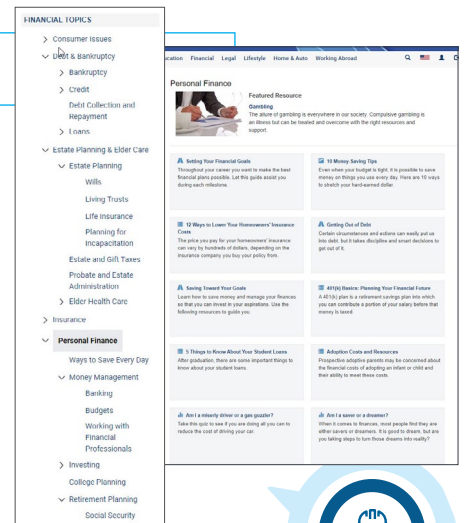 FINANCIAL TOPICS
Consumer Issues
Debt & Bankruptcy
Bankruptcy
Credit
Debt Collection and
Repayment
Loans
Estate Planning & Elder Care
Estate Planning
Wills
Living Trusts
Life Insurance
Planning for
Incapacitation
Estate and Gift Taxes
Probate and Estate
Administration
Elder Health Care
Insurance
Personal Finance
Ways to Save Every Day
Money Management
Banking
Budgets
Working with
Financial
Professionals
Investing
College Planning
Retirement Planning
Social Security
ucation Financial Legal Lifestyle Home & Auto Working Abroad
Personal Finance
Featured Resource
Gambling
The allure of gambling is everywhere in our society. Compulsive gambling is
an illness but can be treated and overcome with the right resources and
support.
Setting Your Financial Goals
Throughout your career you want to make the best
financial plans possible. Let this guide assist you
during each milestone.
10 Money-Saving Tips
Even when your budget is tight, it is possible to save
money on things you use every day. Here are 10 ways
to stretch your hard-earned dollar.
12 Ways to Lower Your Homeowners' Insurance
Costs
The price you pay for your homeowners' insurance
can vary by hundreds of dollars, depending on the
insurance company you buy your policy from.
Getting Out of Debt
Certain circumstances and actions can easily put us
into debt, but it takes discipline and smart decisions to
get out of it.
Saving Toward Your Goals
Learn how to save money and manage your finances
so that you can invest in your aspirations. Use the
following resources to guide you.
401(k) Basics: Planning Your Financial Future
A 401(k) plan is a retirement savings plan into which
you can contribute a portion of your salary before that
money is taxed.
5 Things to Know About Your Student Loans
After graduation, there are some important things to
know about your student loans.
Adoption Costs and Resources
Prospective adoptive parents may be concerned about
the financial costs of adopting an infant or child and
their ability to meet these costs.
Am I a miserly driver or a gas guzzler?
Take this quiz to see if you are doing all you can to
reduce the cost of driving your car.
Am I a saver or a dreamer?
When it comes to finances, most people find they are
either savers or dreamers. It is good to dream, but are
you taking steps to turn those dreams into reality?